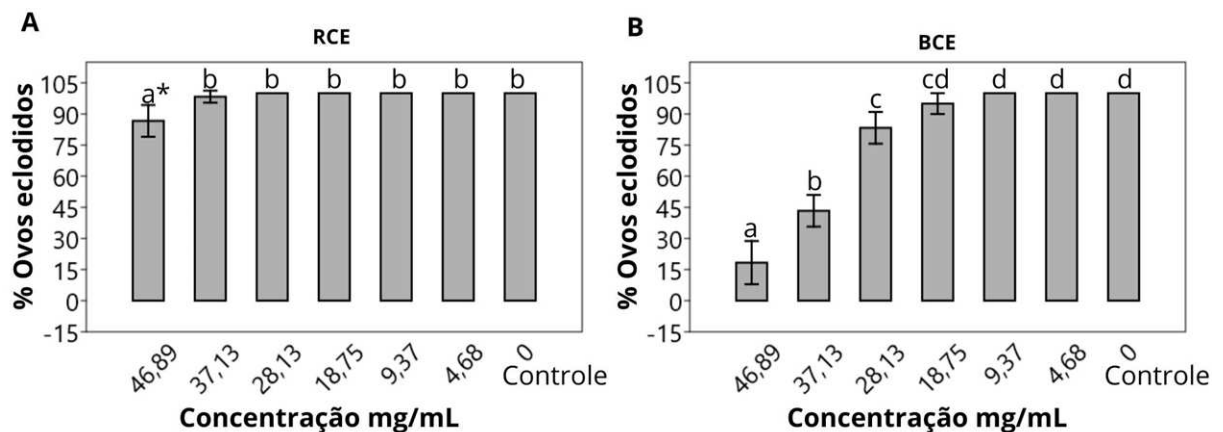 A
RCE
% Ovos eclodidos
105
90
75
60
45
30
15
0
-15
a*
b
b
b
b
b
b
46,89
37,13
28,13
18,75
9,37
4,68
0
Controle
Concentração mg/mL
B
BCE
% Ovos eclodidos
105
90
75
60
45
30
15
0
-15
a
b
c
cd
d
d
d
46,89
37,13
28,13
18,75
9,37
4,68
0
Controle
Concentração mg/mL